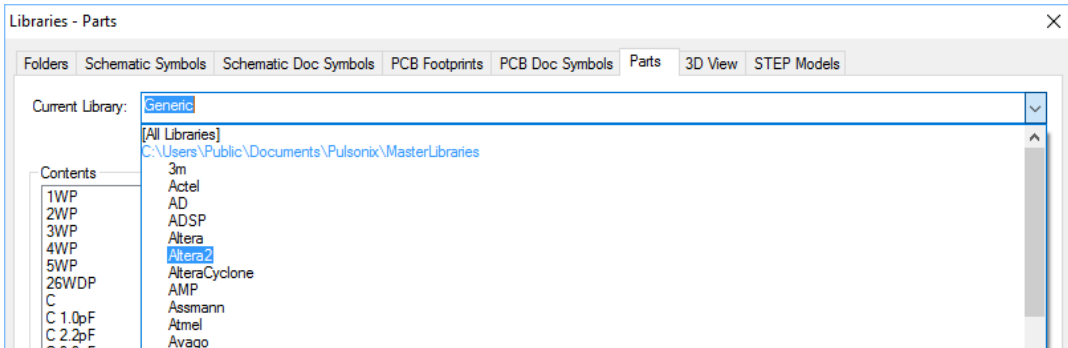 Libraries - Parts
Folders Schematic Symbols Schematic Doc Symbols PCB Footprints PCB Doc Symbols Parts 3D View STEP Models
Current Library: Generic
[All Libraries]
C:\Users\Public\Documents\Pulsonix\MasterLibraries
3m
Actel
AD
ADSP
Altera
Altera2
AlteraCyclone
AMP
Assmann
Atmel
Avago
Contents
1WP
2WP
3WP
4WP
5WP
26WDP
C
C 1.0pF
C 2.2pF